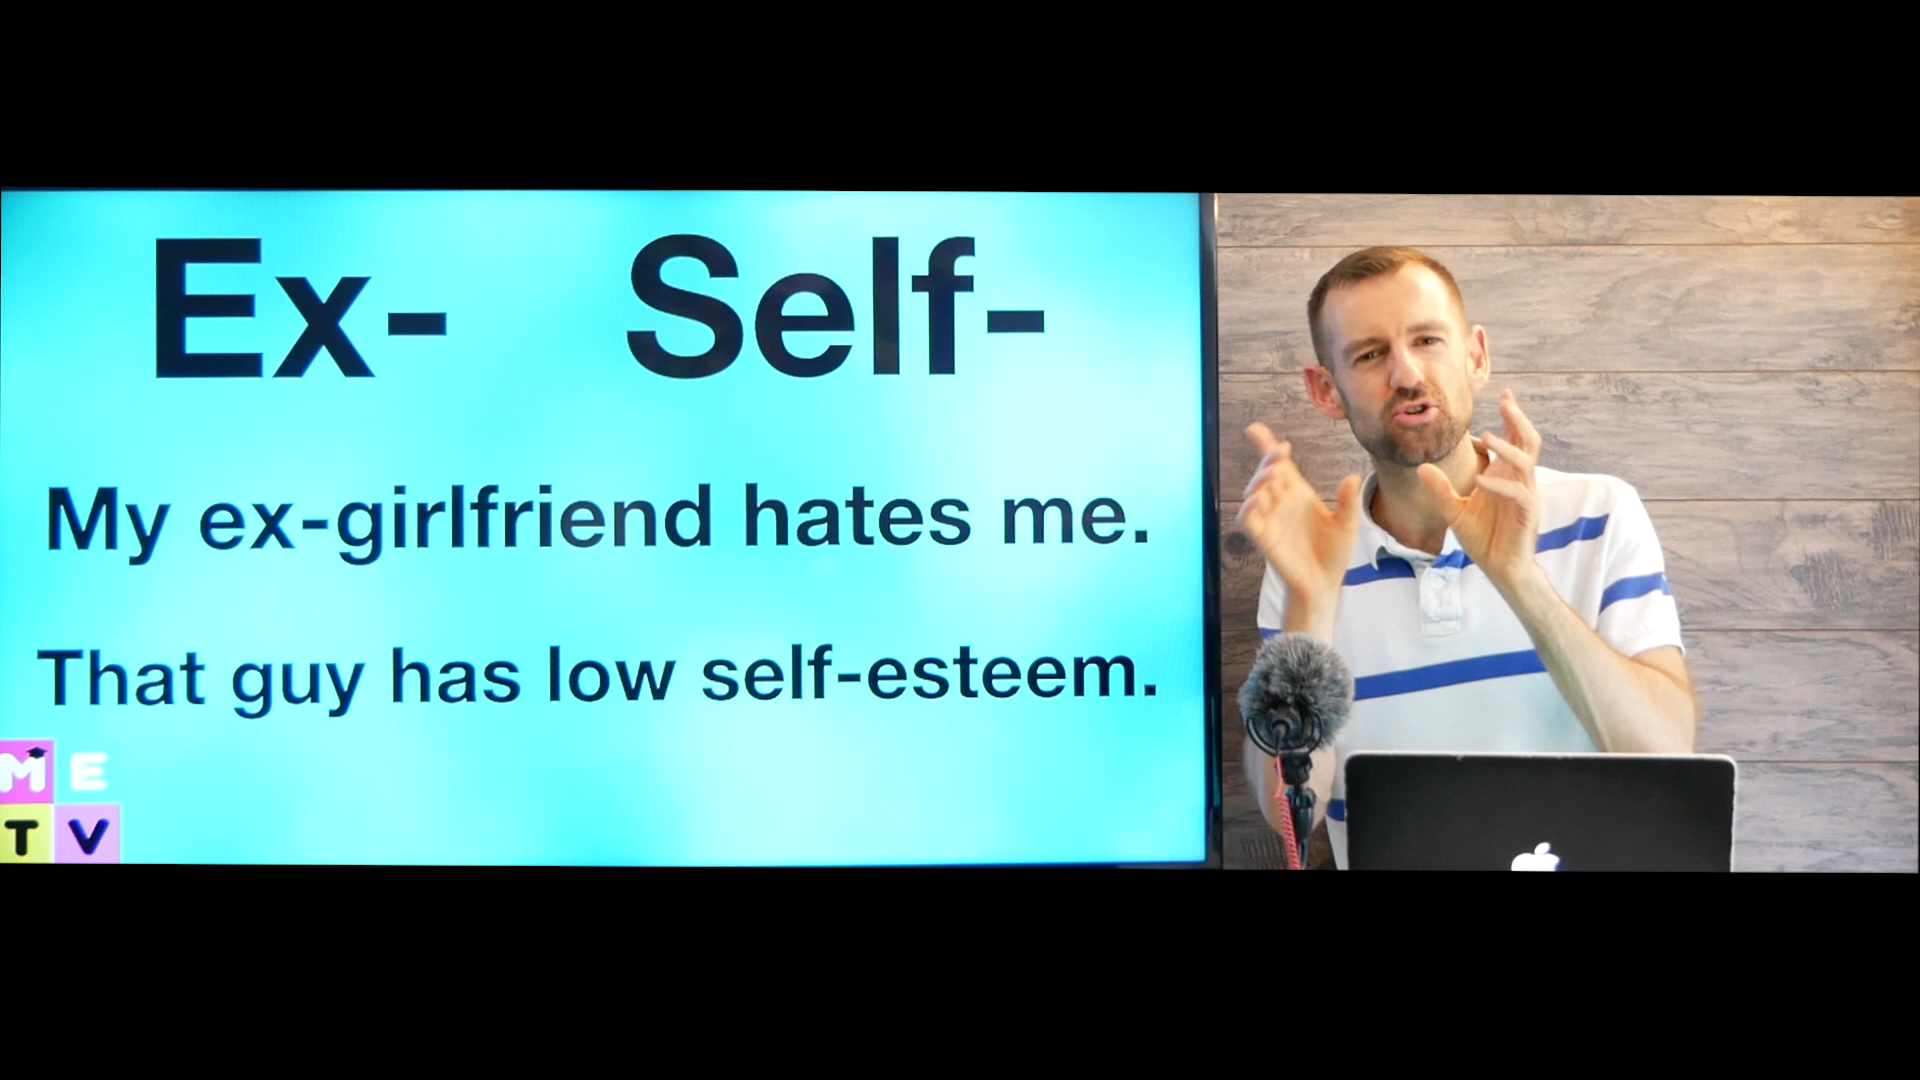 Ex- Self-
My ex-girlfriend hates me.
That guy has low self-esteem.
M E
T V